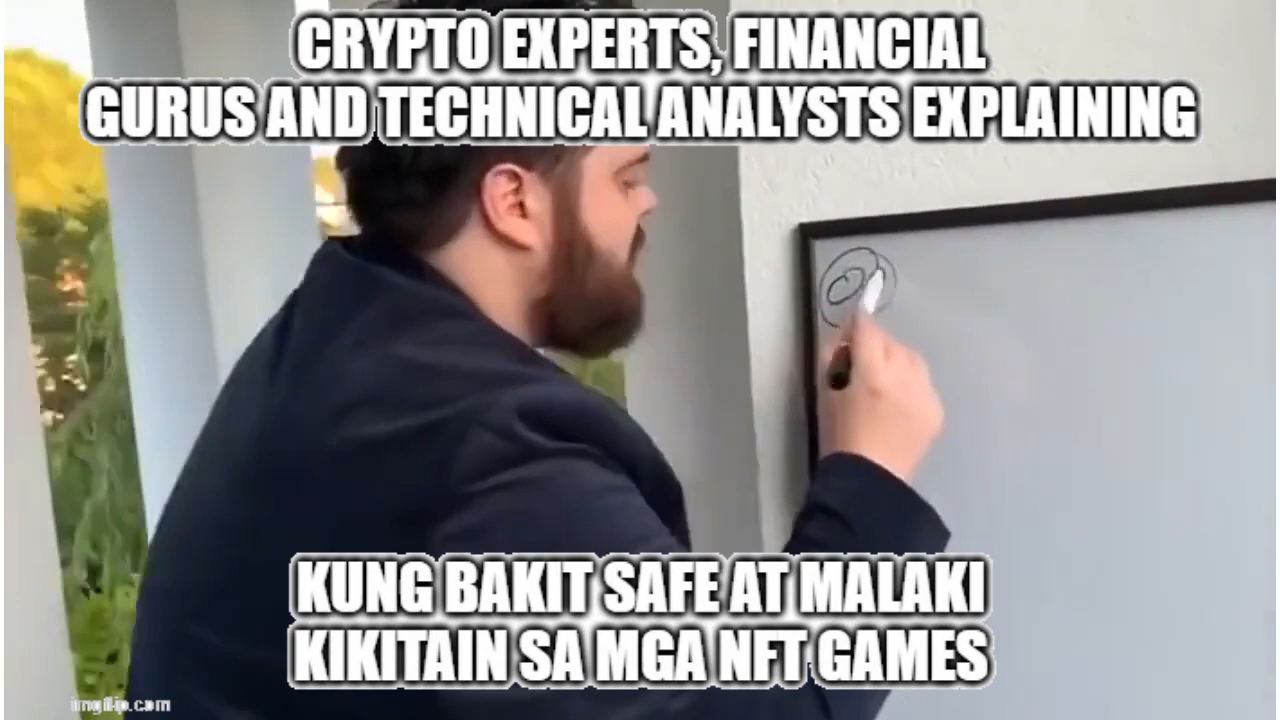 CRYPTO EXPERTS, FINANCIAL
GURUS AND TECHNICAL ANALYSTS EXPLAINING
KUNG BAKIT SAFE AT MALAKI
KIKITAIN SA MGA NFT GAMES
imgflip.com